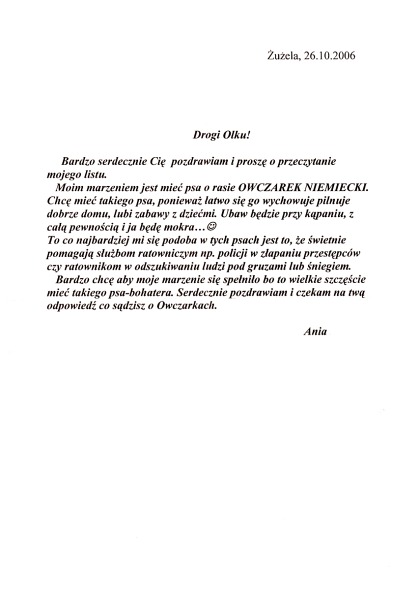 Żużela, 26.10.2006
Drogi Olku!
Bardzo serdecznie Cię pozdrawiam i proszę o przeczytanie
mojego listu.
Moim marzeniem jest mieć psa o rasie OWCZAREK NIEMIECKI.
Chcę mieć takiego psa, ponieważ łatwo się go wychowuje pilnuje
dobrze domu, lubi zabawy z dziećmi. Ubaw będzie przy kąpaniu, z
całą pewnością i ja będę mokra…☺
To co najbardziej mi się podoba w tych psach jest to, że świetnie
pomagają służbom ratowniczym np. policji w złapaniu przestępców
czy ratownikom w odszukiwaniu ludzi pod gruzami lub śniegiem.
Bardzo chcę aby moje marzenie się spełniło bo to wielkie szczęście
mieć takiego psa-bohatera. Serdecznie pozdrawiam i czekam na twą
odpowiedź co sądzisz o Owczarkach.
Ania